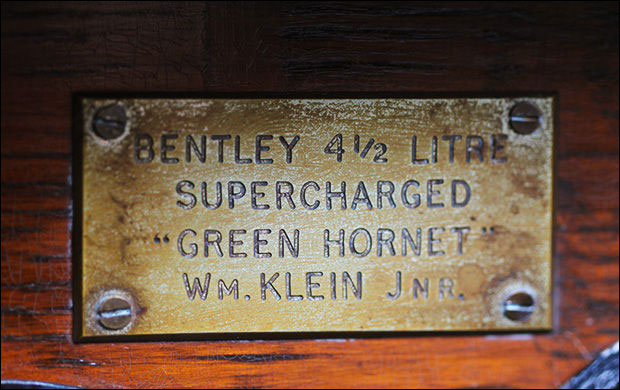 BENTLEY 4½ LITRE
SUPERCHARGED
"GREEN HORNET"
WM. KLEIN JNR.